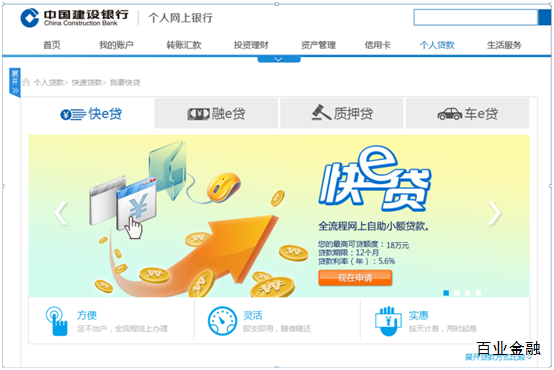 中国建设银行
China Construction Bank
个人网上银行
首页 我的账户 转账汇款 投资理财 资产管理 信用卡 个人贷款 生活服务
展开
个人贷款> 快速贷款> 我要快贷
快e贷 融e贷 质押贷 车e贷
快e贷
全流程网上自助小额贷款。
您的最高可贷额度：18万元
贷款期限：12个月
贷款利率（年）：5.6%
现在申请
方便 灵活 实惠
足不出户，全流程线上办理 即支即用，随借随还 按天计息，用时起息
百业金融
展开贷款方式比较